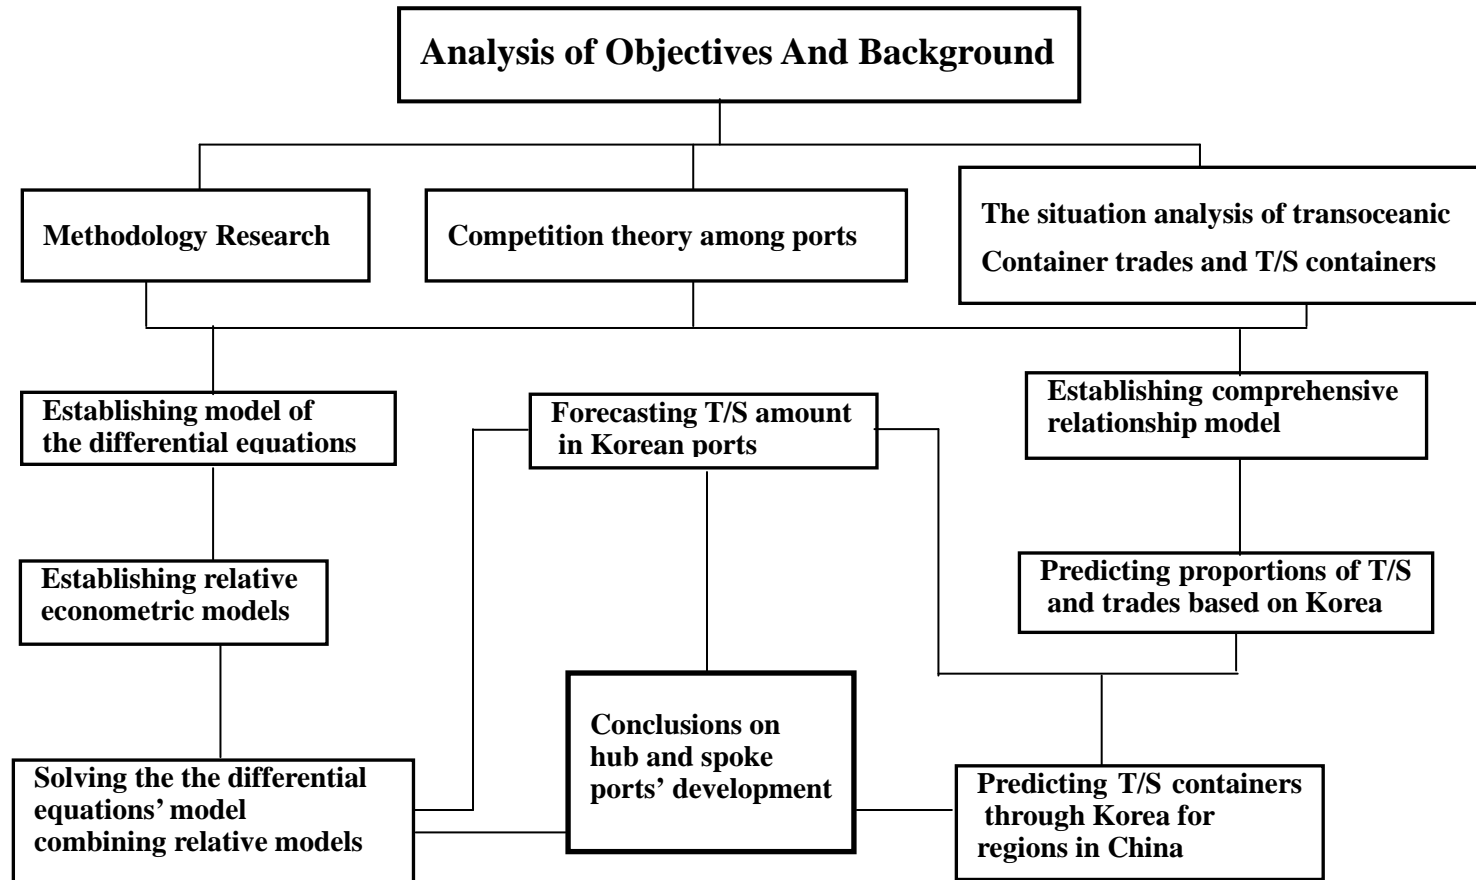 Analysis of Objectives And Background
Methodology Research
Competition theory among ports
The situation analysis of transoceanic
Container trades and T/S containers
Establishing model of
the differential equations
Forecasting T/S amount
in Korean ports
Establishing comprehensive
relationship model
Establishing relative
econometric models
Predicting proportions of T/S
and trades based on Korea
Conclusions on
hub and spoke
ports’ development
Solving the the differential
equations’ model
combining relative models
Predicting T/S containers
through Korea for
regions in China